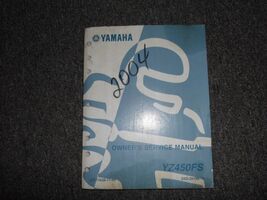 YAMAHA
2004
OWNER'S SERVICE MANUAL
YZ450FS